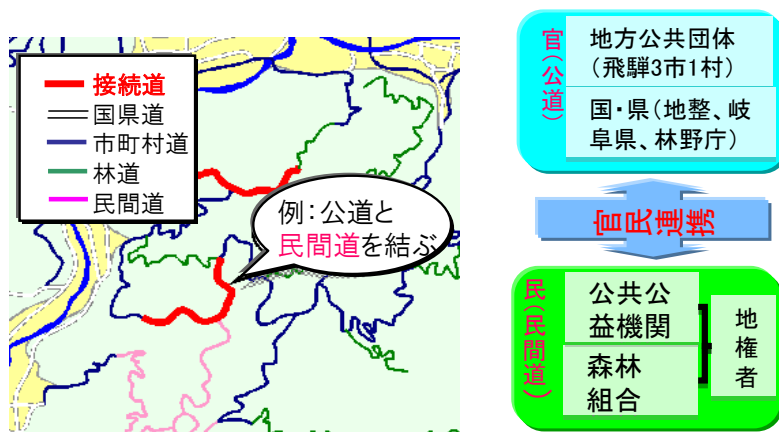 接続道
国県道
市町村道
林道
民間道
例：公道と
民間道を結ぶ
官（公道）
地方公共団体
（飛騨3市1村）
国・県（地整、岐
阜県、林野庁）
官民連携
民（民間道）
公共公
益機関
森林
組合
地権者